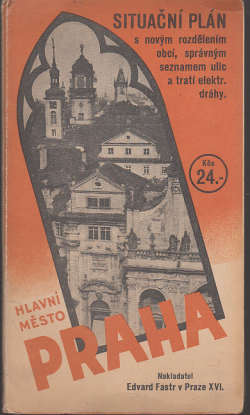 SITUAČNÍ PLÁN
s novým rozdělením
obcí, správným
seznamem ulic
a tratí elektr.
dráhy.
Kčs
24.-
HLAVNÍ
MĚSTO
PRAHA
Nakladatel
Edvard Fastr v Praze XVI.